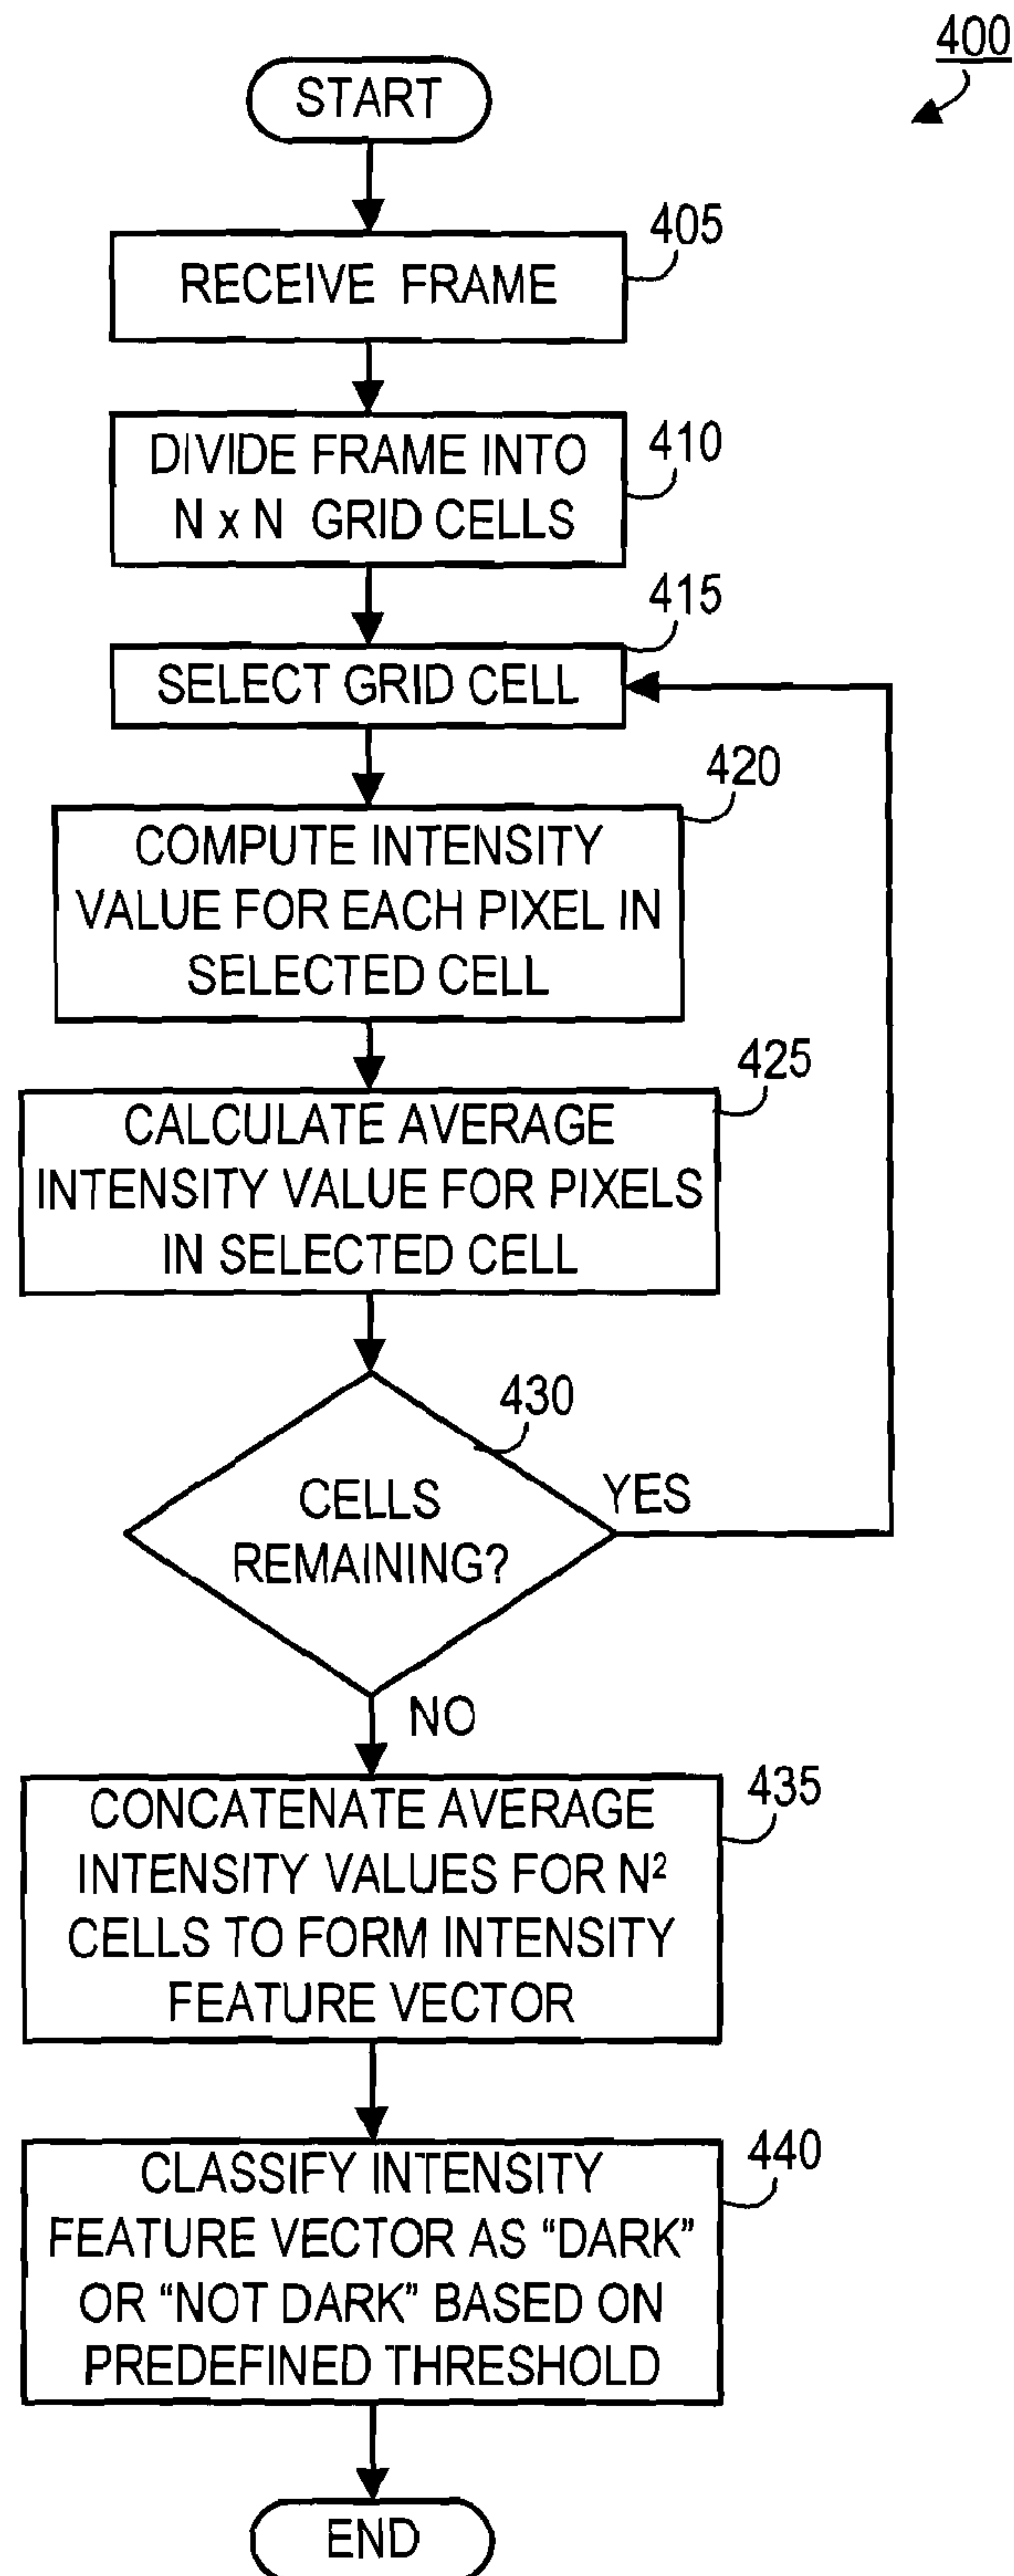 400
START
405
RECEIVE FRAME
410
DIVIDE FRAME INTO
N x N GRID CELLS
415
SELECT GRID CELL
420
COMPUTE INTENSITY
VALUE FOR EACH PIXEL IN
SELECTED CELL
425
CALCULATE AVERAGE
INTENSITY VALUE FOR PIXELS
IN SELECTED CELL
430
CELLS
REMAINING?
YES
NO
435
CONCATENATE AVERAGE
INTENSITY VALUES FOR N²
CELLS TO FORM INTENSITY
FEATURE VECTOR
440
CLASSIFY INTENSITY
FEATURE VECTOR AS “DARK”
OR “NOT DARK” BASED ON
PREDEFINED THRESHOLD
END